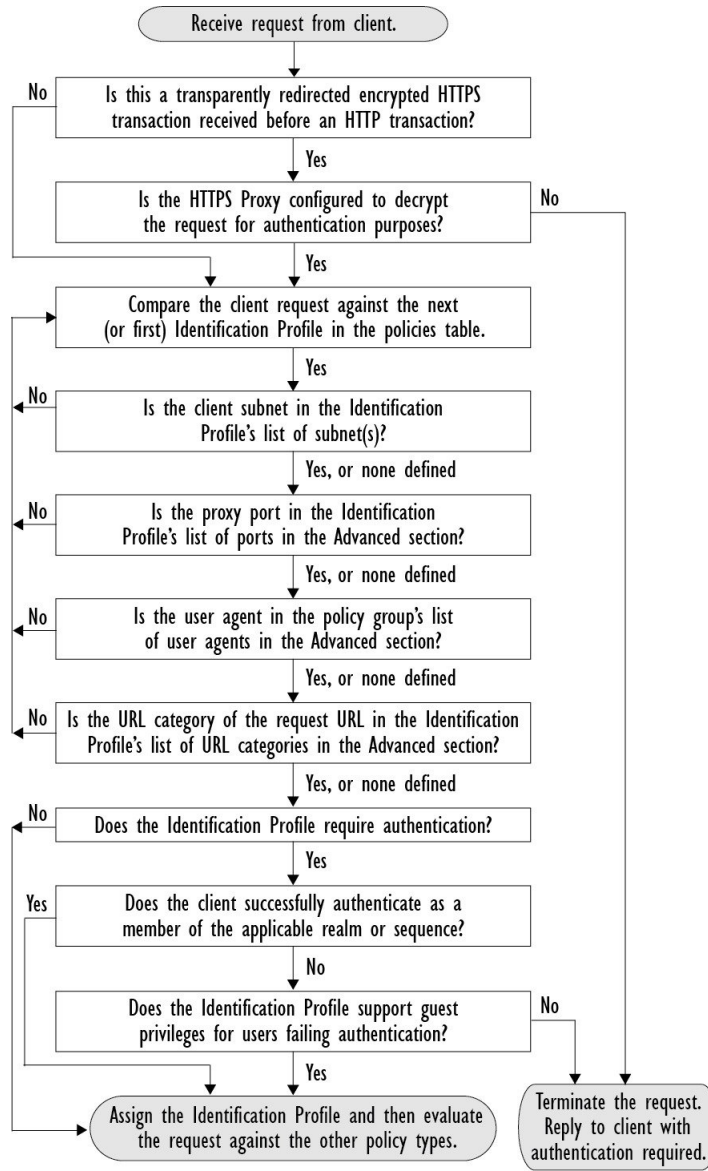 Receive request from client.
No
Is this a transparently redirected encrypted HTTPS
transaction received before an HTTP transaction?
Yes
Is the HTTPS Proxy configured to decrypt
the request for authentication purposes?
No
Yes
Compare the client request against the next
(or first) Identification Profile in the policies table.
Yes
No
Is the client subnet in the Identification
Profile's list of subnet(s)?
Yes, or none defined
No
Is the proxy port in the Identification
Profile's list of ports in the Advanced section?
Yes, or none defined
No
Is the user agent in the policy group's list
of user agents in the Advanced section?
Yes, or none defined
No
Is the URL category of the request URL in the Identification
Profile's list of URL categories in the Advanced section?
Yes, or none defined
No
Does the Identification Profile require authentication?
Yes
Yes
Does the client successfully authenticate as a
member of the applicable realm or sequence?
No
Does the Identification Profile support guest
privileges for users failing authentication?
No
Yes
Assign the Identification Profile and then evaluate
the request against the other policy types.
Terminate the request.
Reply to client with
authentication required.